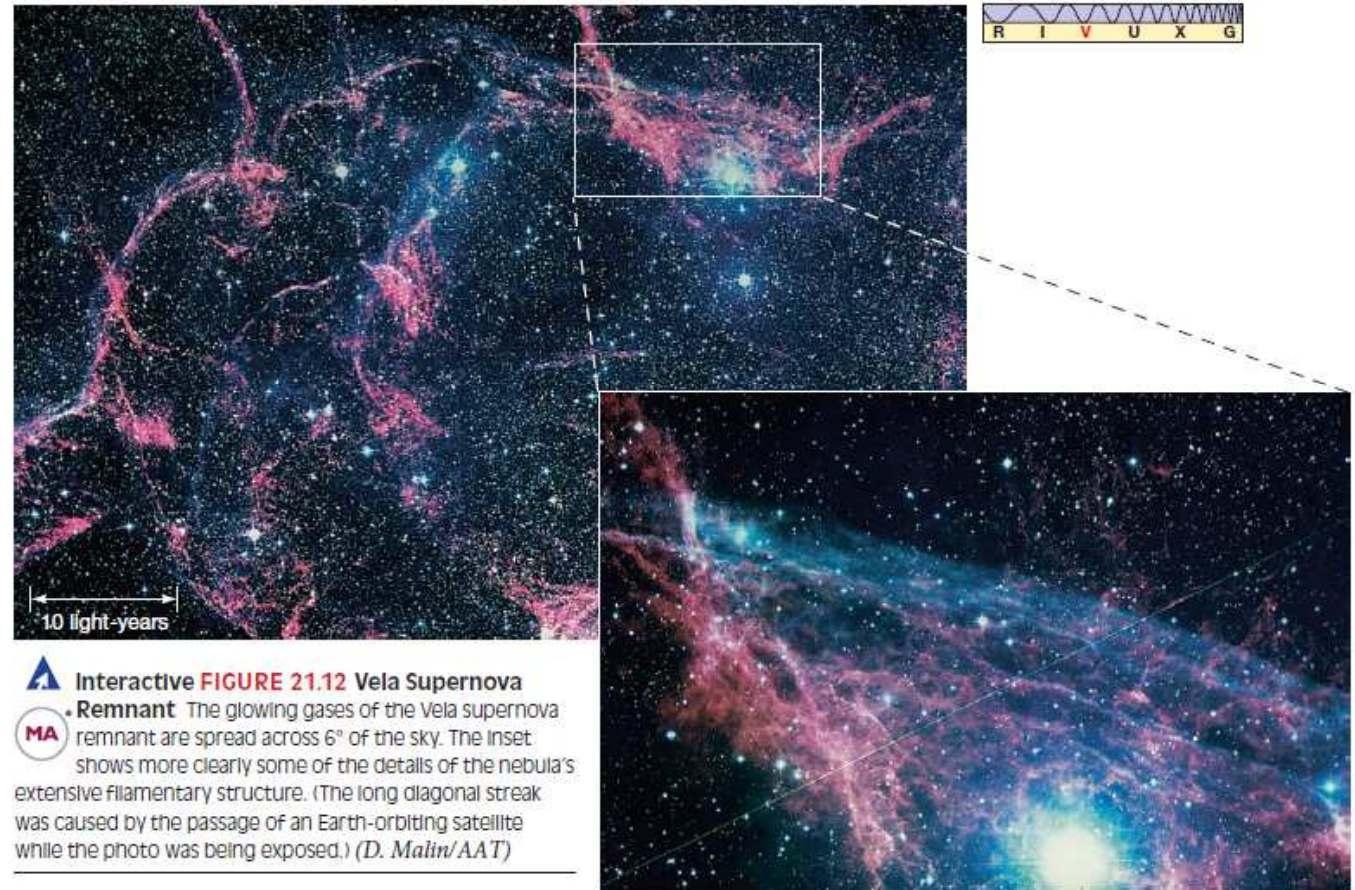 R I V U X G
10 light-years
Interactive FIGURE 21.12 Vela Supernova
MA
Remnant The glowing gases of the Vela supernova
remnant are spread across 6° of the sky. The inset
shows more clearly some of the details of the nebula's
extensive filamentary structure. (The long diagonal streak
was caused by the passage of an Earth-orbiting satellite
while the photo was being exposed.) (D. Malin/AAT)